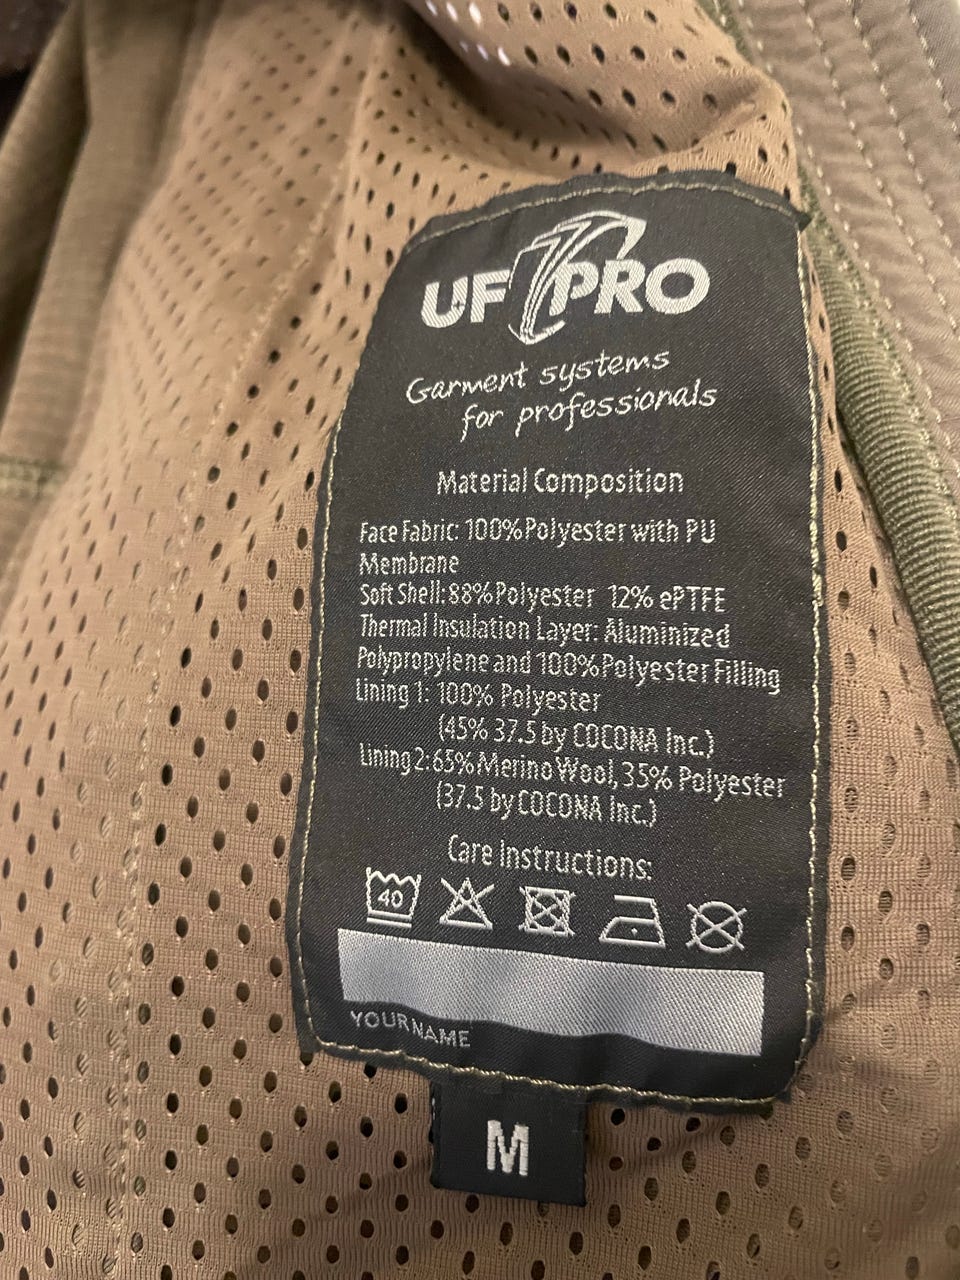 UF PRO
Garment systems
for professionals
Material Composition
Face Fabric: 100% Polyester with PU
Membrane
Soft Shell: 88% Polyester 12% ePTFE
Thermal Insulation Layer: Aluminized
Polypropylene and 100% Polyester Filling
Lining 1: 100% Polyester
(45% 37.5 by COCONA Inc.)
Lining 2: 65% Merino Wool, 35% Polyester
(37.5 by COCONA Inc.)
Care Instructions:
40
YOUR NAME
M